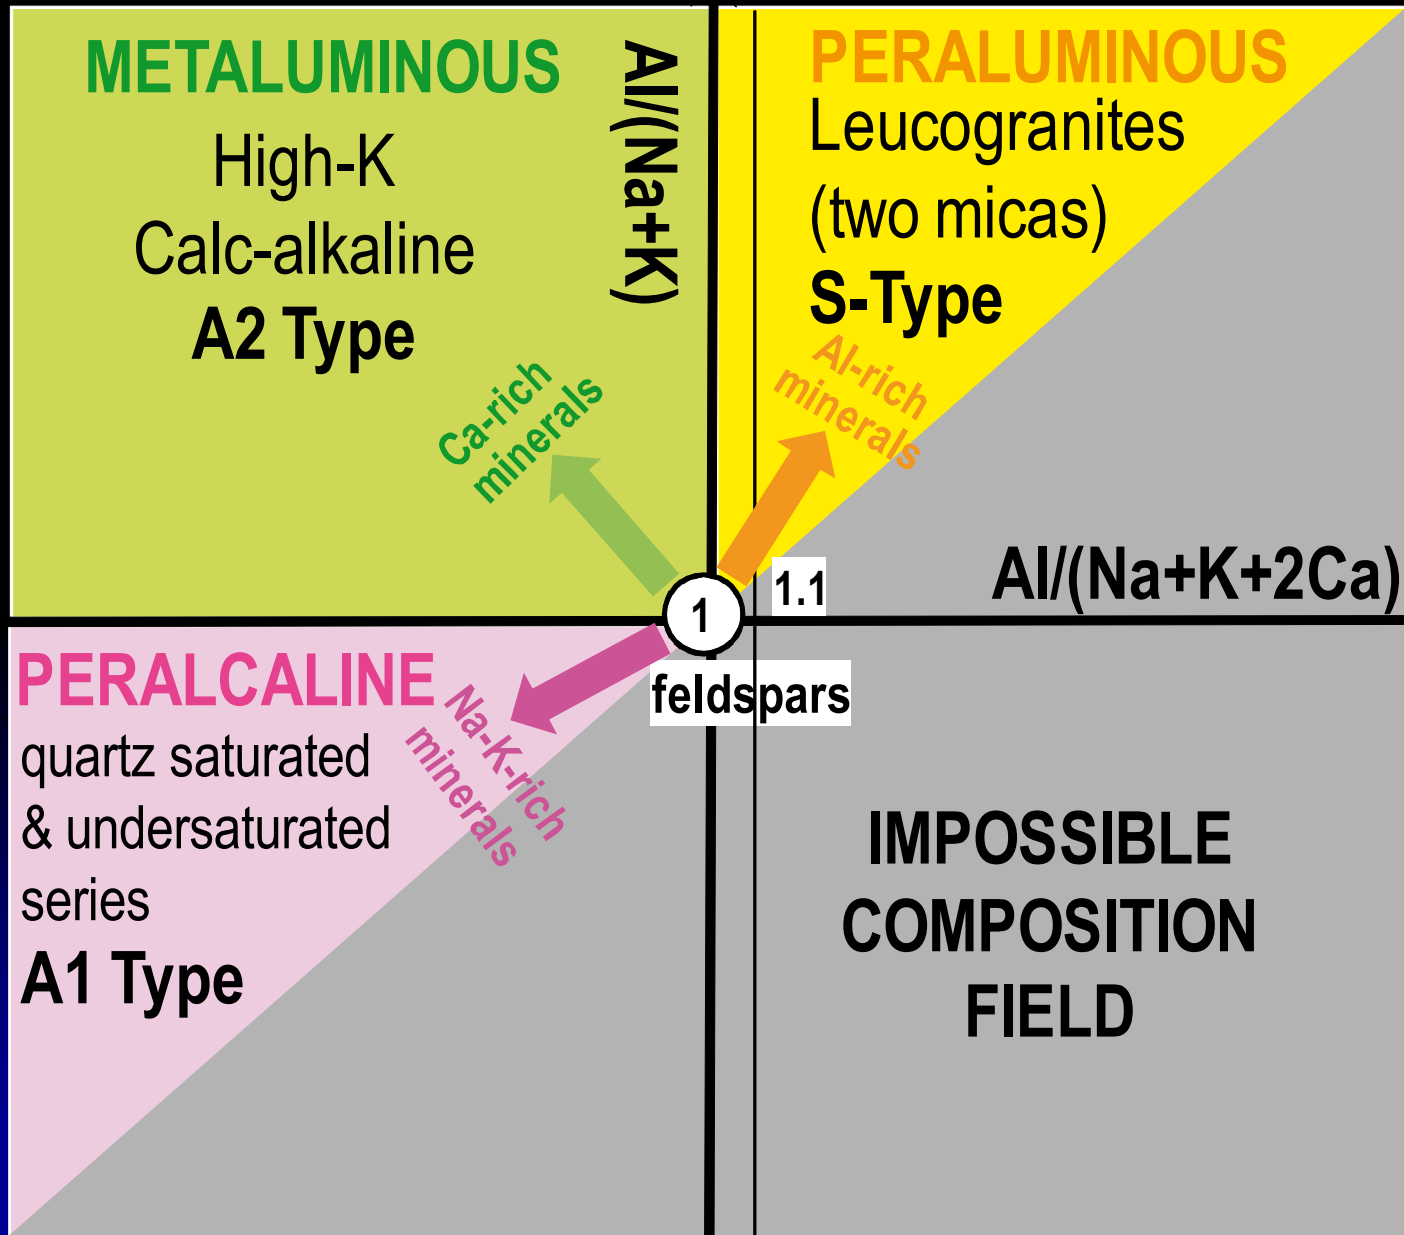 METALUMINOUS
High-K
Calc-alkaline
A2 Type
Ca-rich
minerals
Al/(Na+K)
PERALUMINOUS
Leucogranites
(two micas)
S-Type
Al-rich
minerals
Al/(Na+K+2Ca)
1
1.1
feldspars
PERALCALINE
quartz saturated
& undersaturated
series
A1 Type
Na-K-rich
minerals
IMPOSSIBLE
COMPOSITION
FIELD